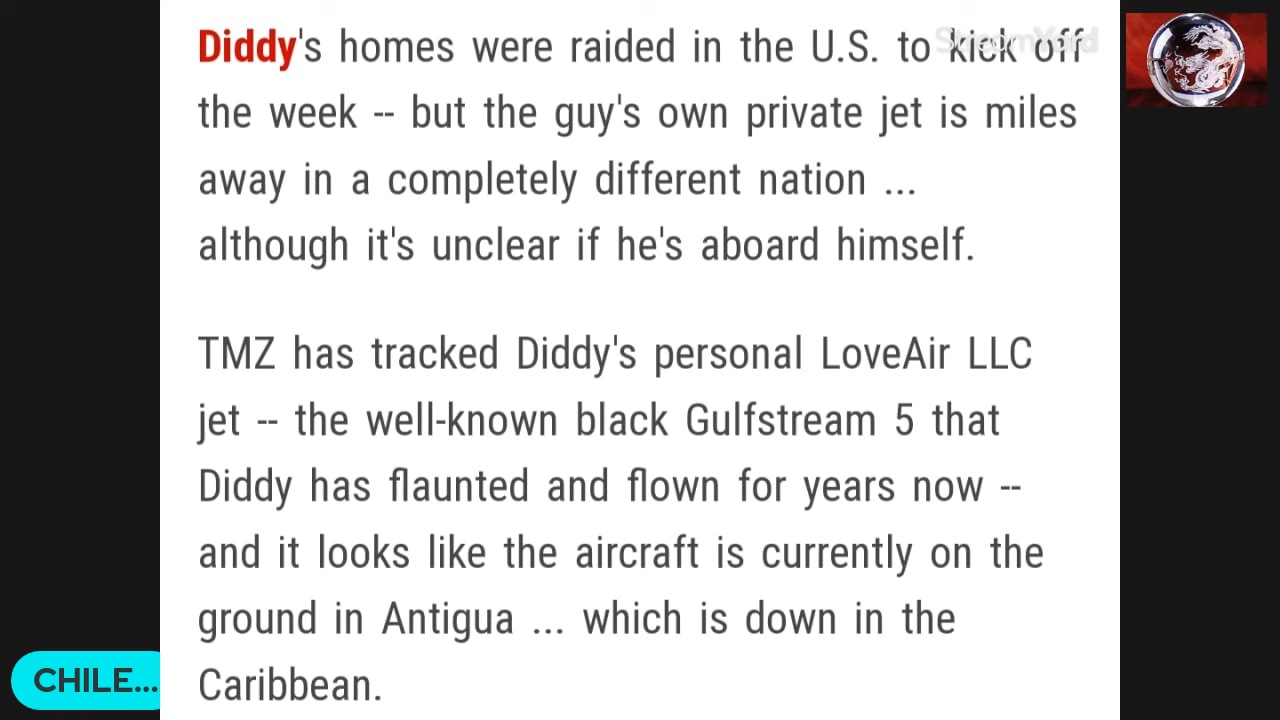 Diddy's homes were raided in the U.S. to kick off
the week -- but the guy's own private jet is miles
away in a completely different nation ...
although it's unclear if he's aboard himself.
TMZ has tracked Diddy's personal LoveAir LLC
jet -- the well-known black Gulfstream 5 that
Diddy has flaunted and flown for years now --
and it looks like the aircraft is currently on the
ground in Antigua ... which is down in the
Caribbean.
StreamYard
CHILE...